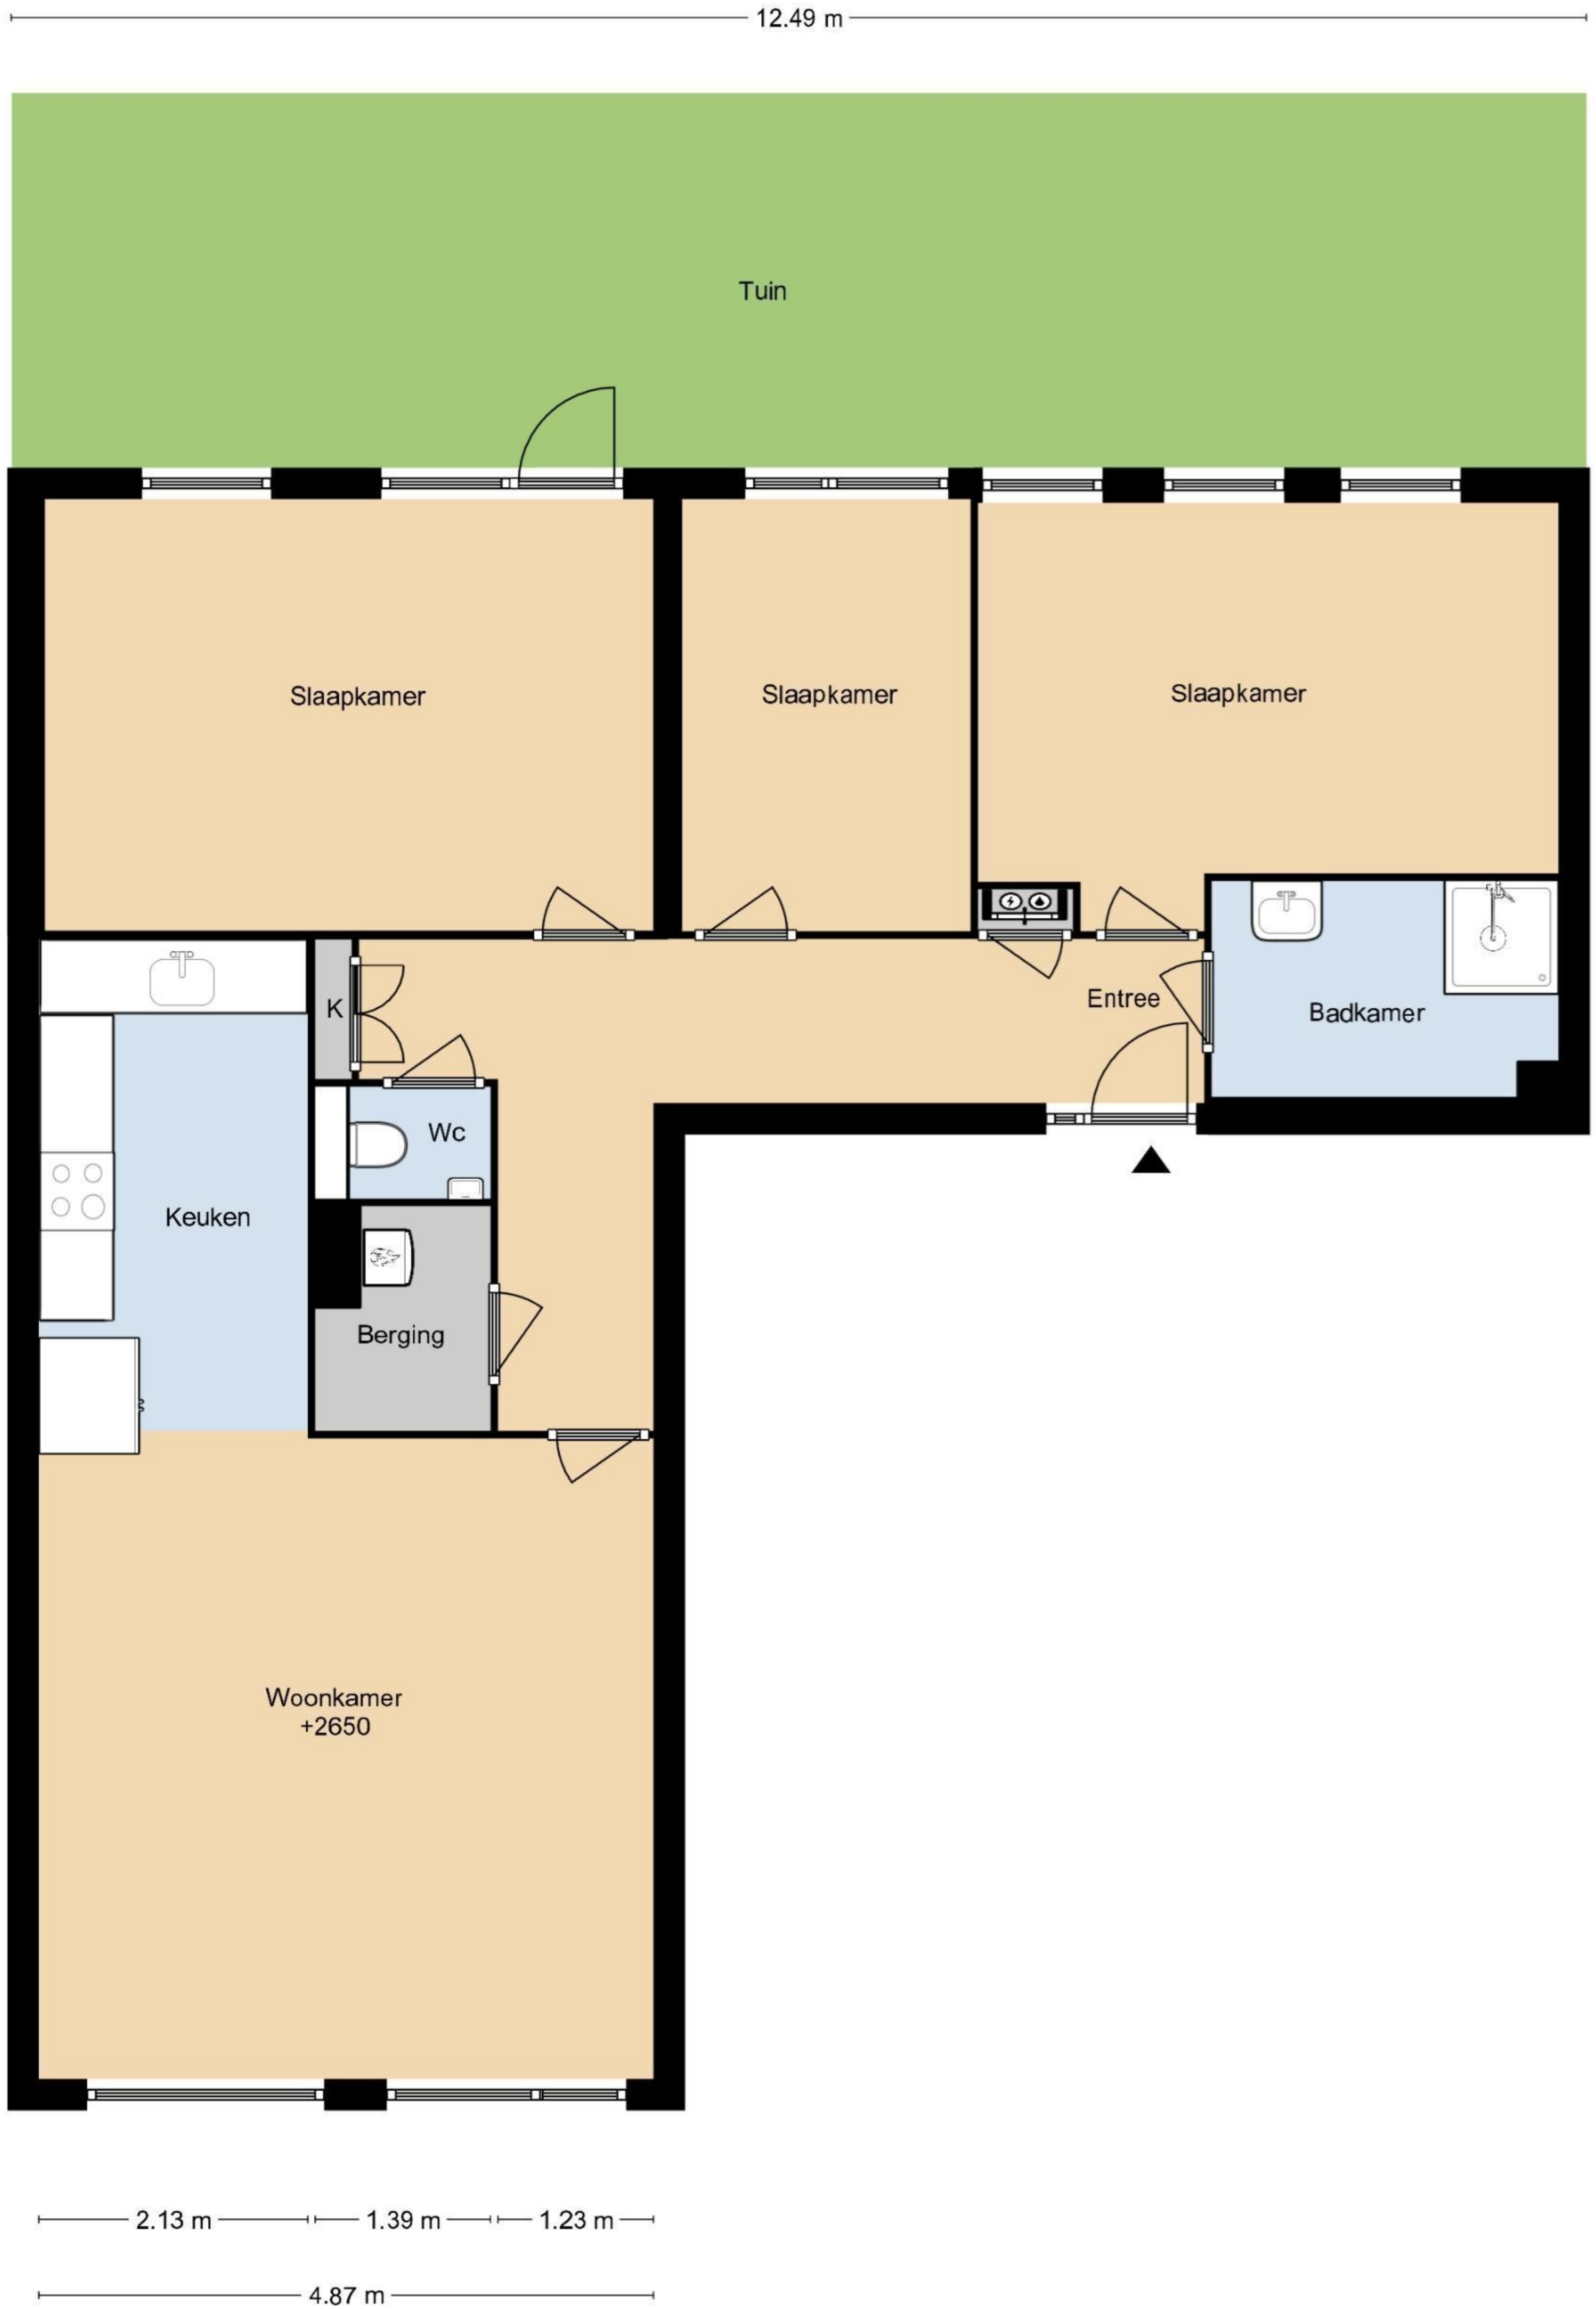 12.49 m
Tuin
Slaapkamer
Slaapkamer
Slaapkamer
K
Entree
Badkamer
Wc
Keuken
Berging
Woonkamer
+2650
2.13 m
1.39 m
1.23 m
4.87 m